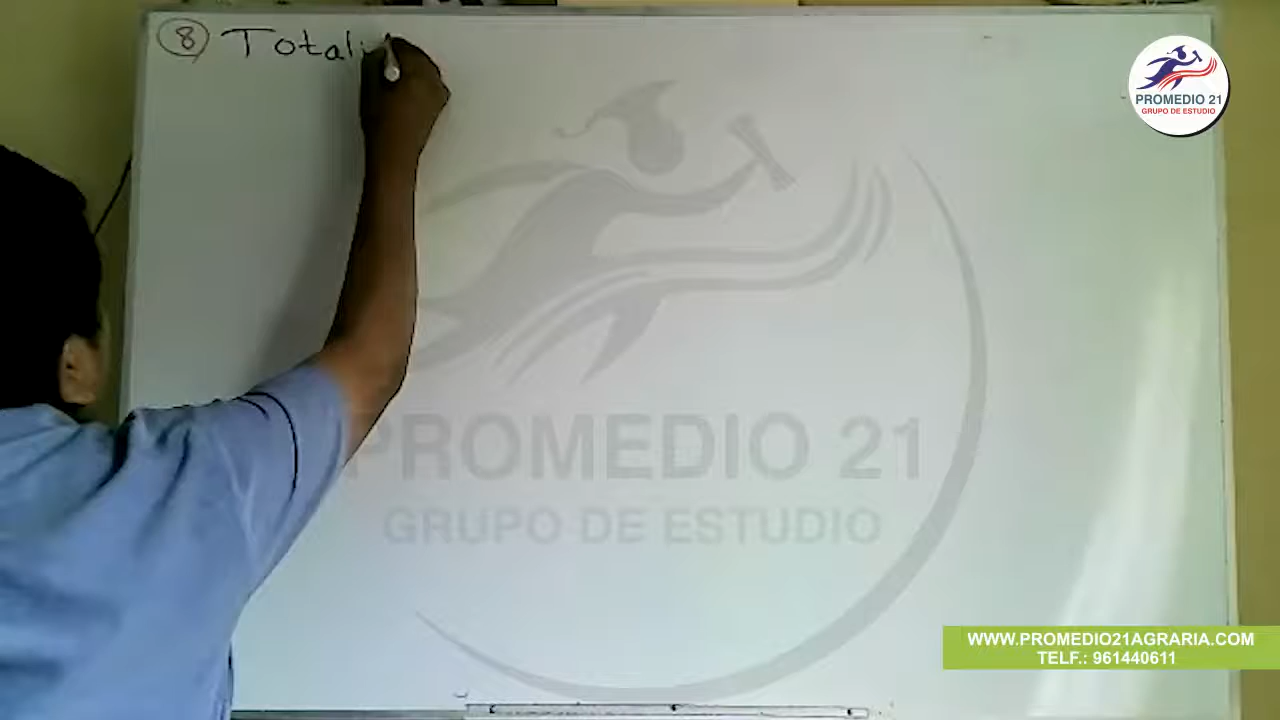 8 Total
PROMEDIO 21
GRUPO DE ESTUDIO
PROMEDIO 21
GRUPO DE ESTUDIO
WWW.PROMEDIO21AGRARIA.COM
TELF.: 961440611